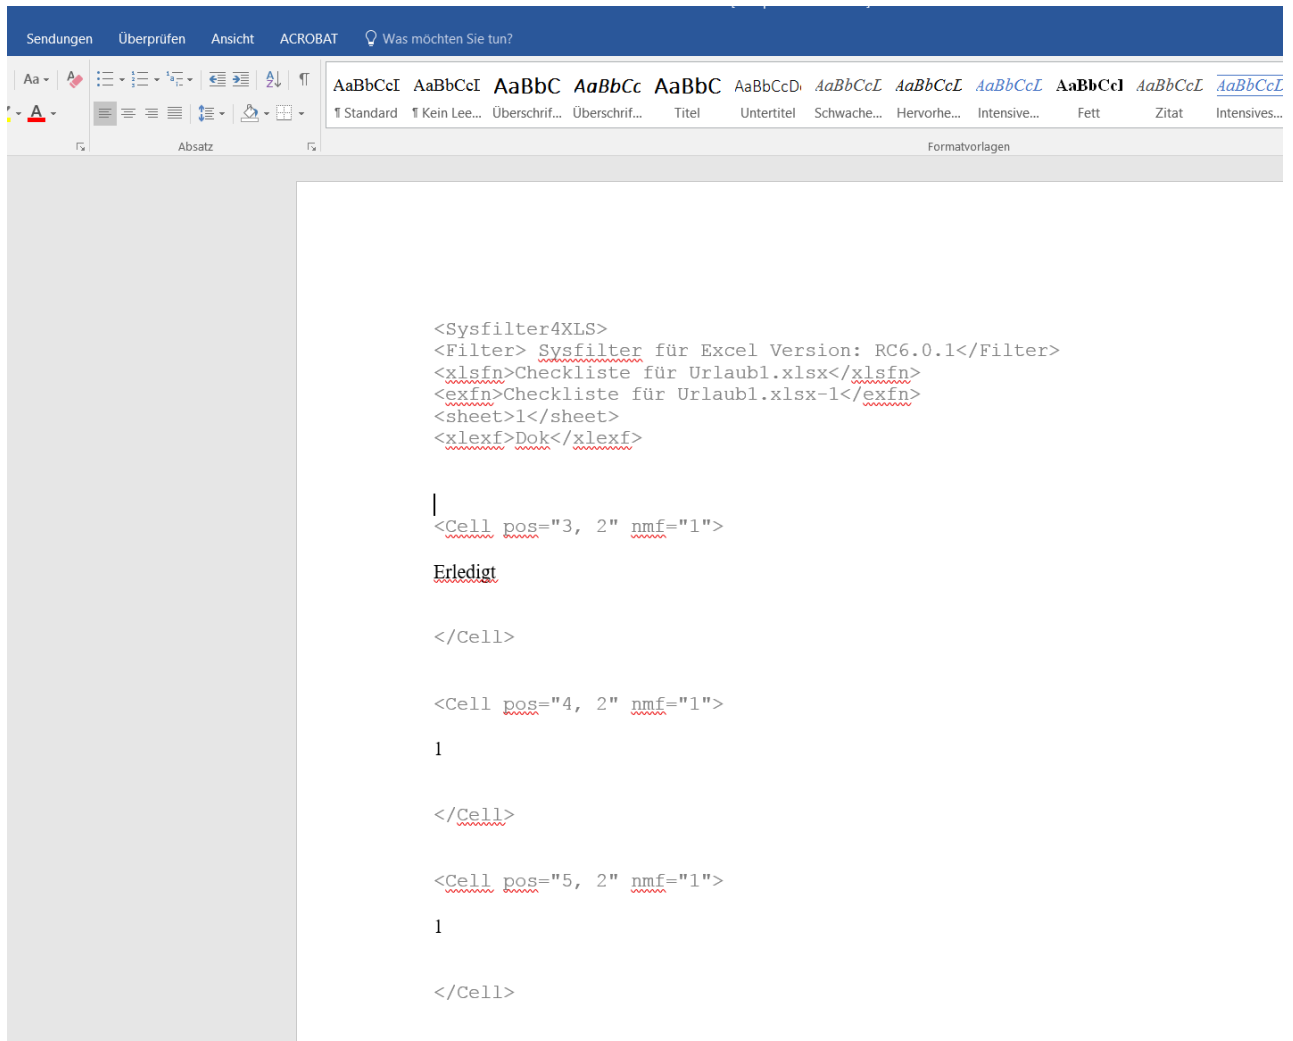 Sendungen Überprüfen Ansicht ACROBAT Was möchten Sie tun?
Aa
AaBbCcI AaBbCcI AaBbC AaBbCc AaBbC AaBbCcD AaBbCcL AaBbCcL AaBbCcL AaBbCcI AaBbCcL AaBbCcL
A
¶ Standard ¶ Kein Lee... Überschrif... Überschrif... Titel Untertitel Schwache... Hervorhe... Intensive... Fett Zitat Intensives...
Absatz Formatvorlagen
<Sysfilter4XLS>
<Filter> Sysfilter für Excel Version: RC6.0.1</Filter>
<xlsfn>Checkliste für Urlaub1.xlsx</xlsfn>
<exfn>Checkliste für Urlaub1.xlsx-1</exfn>
<sheet>1</sheet>
<xlexf>Dok</xlexf>
<Cell pos="3, 2" nmf="1">
Erledigt
</Cell>
<Cell pos="4, 2" nmf="1">
1
</Cell>
<Cell pos="5, 2" nmf="1">
1
</Cell>